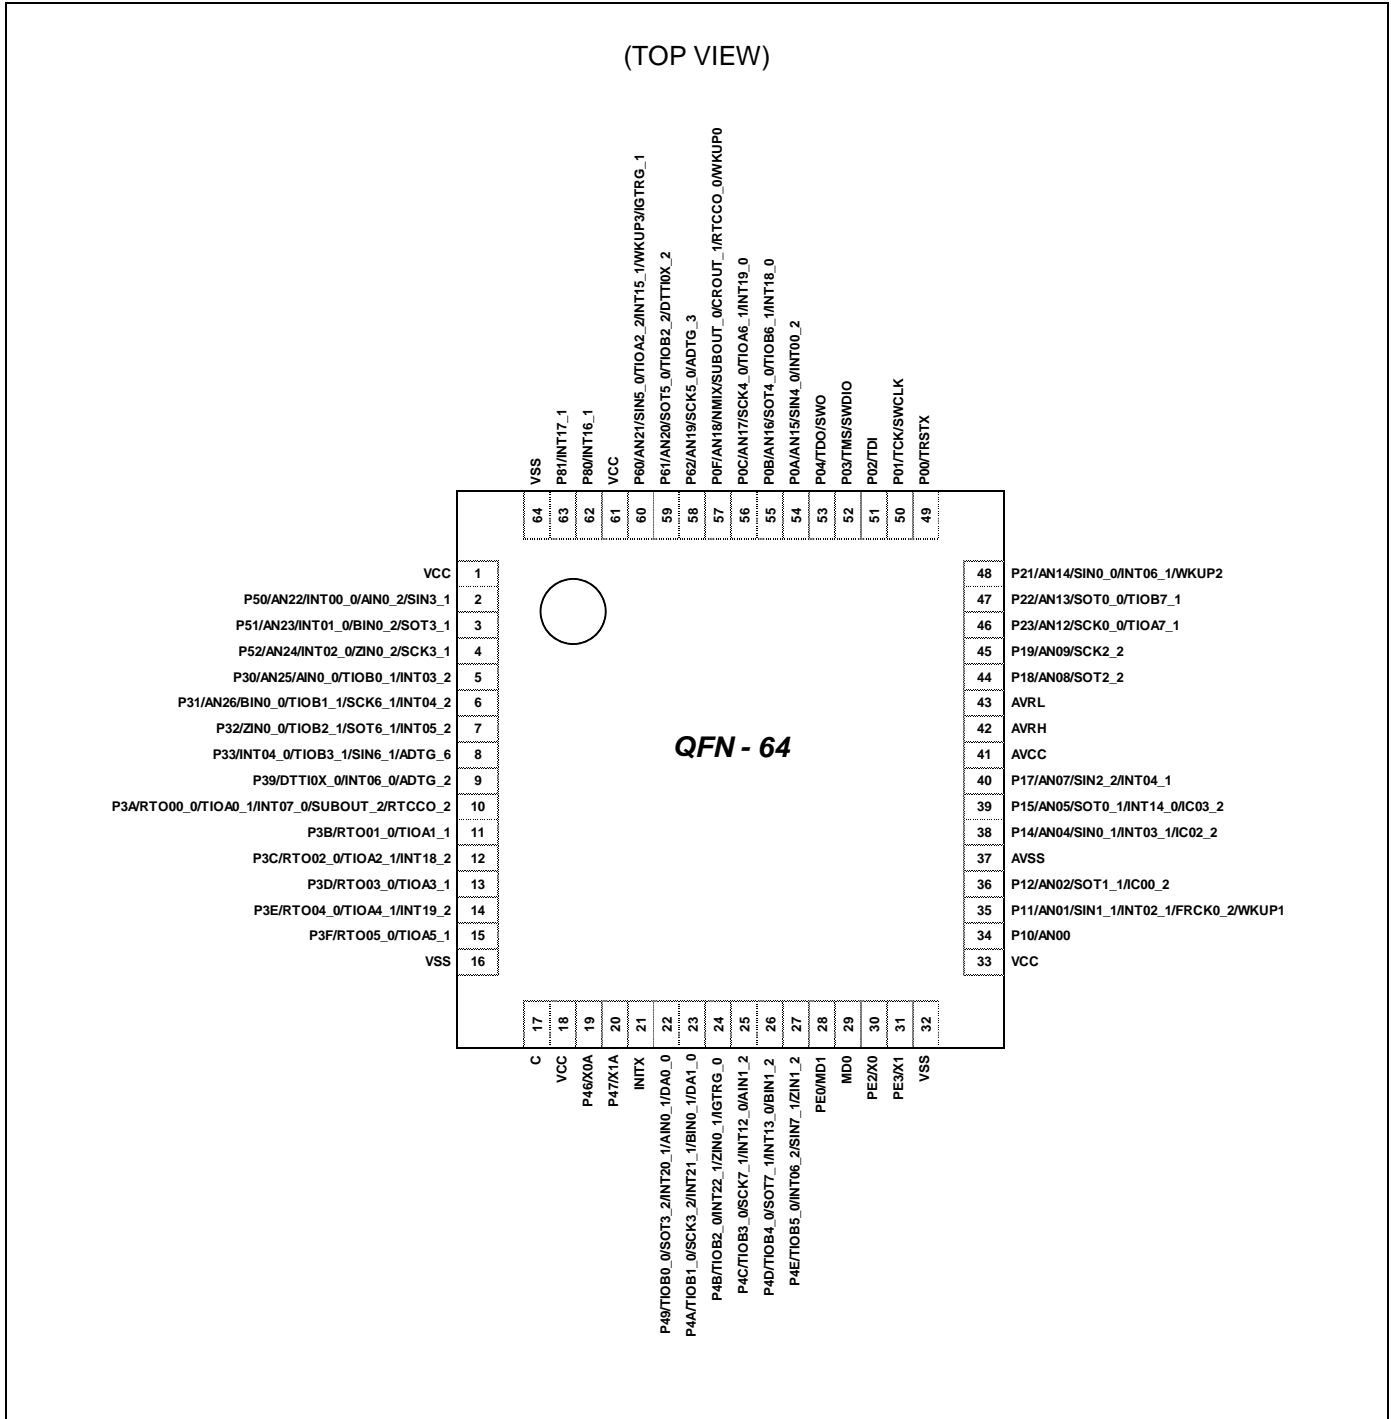 (TOP VIEW)
VSS
P81/INT17_1
P80/INT16_1
VCC
P60/AN21/SIN5_0/TIOA2_2/INT15_1/WKUP3/IGTRG_1
P61/AN20/SOT5_0/TIOB2_2/DTTI0X_2
P62/AN19/SCK5_0/ADTG_3
P0F/AN18/NMIX/SUBOUT_0/CROUT_1/RTCCO_0/WKUP0
P0C/AN17/SCK4_0/TIOA6_1/INT19_0
P0B/AN16/SOT4_0/TIOB6_1/INT18_0
P0A/AN15/SIN4_0/INT00_2
P04/TDO/SWO
P03/TMS/SWDIO
P02/TDI
P01/TCK/SWCLK
P00/TRSTX
64 63 62 61 60 59 58 57 56 55 54 53 52 51 50 49
VCC 1
P50/AN22/INT00_0/AIN0_2/SIN3_1 2
P51/AN23/INT01_0/BIN0_2/SOT3_1 3
P52/AN24/INT02_0/ZIN0_2/SCK3_1 4
P30/AN25/AIN0_0/TIOB0_1/INT03_2 5
P31/AN26/BIN0_0/TIOB1_1/SCK6_1/INT04_2 6
P32/ZIN0_0/TIOB2_1/SOT6_1/INT05_2 7
P33/INT04_0/TIOB3_1/SIN6_1/ADTG_6 8
P39/DTTI0X_0/INT06_0/ADTG_2 9
P3A/RTO00_0/TIOA0_1/INT07_0/SUBOUT_2/RTCCO_2 10
P3B/RTO01_0/TIOA1_1 11
P3C/RTO02_0/TIOA2_1/INT18_2 12
P3D/RTO03_0/TIOA3_1 13
P3E/RTO04_0/TIOA4_1/INT19_2 14
P3F/RTO05_0/TIOA5_1 15
VSS 16
QFN - 64
48 P21/AN14/SIN0_0/INT06_1/WKUP2
47 P22/AN13/SOT0_0/TIOB7_1
46 P23/AN12/SCK0_0/TIOA7_1
45 P19/AN09/SCK2_2
44 P18/AN08/SOT2_2
43 AVRL
42 AVRH
41 AVCC
40 P17/AN07/SIN2_2/INT04_1
39 P15/AN05/SOT0_1/INT14_0/IC03_2
38 P14/AN04/SIN0_1/INT03_1/IC02_2
37 AVSS
36 P12/AN02/SOT1_1/IC00_2
35 P11/AN01/SIN1_1/INT02_1/FRCK0_2/WKUP1
34 P10/AN00
33 VCC
17 18 19 20 21 22 23 24 25 26 27 28 29 30 31 32
C
VCC
P46/X0A
P47/X1A
INITX
P49/TIOB0_0/SOT3_2/INT20_1/AIN0_1/DA0_0
P4A/TIOB1_0/SCK3_2/INT21_1/BIN0_1/DA1_0
P4B/TIOB2_0/INT22_1/ZIN0_1/IGTRG_0
P4C/TIOB3_0/SCK7_1/INT12_0/AIN1_2
P4D/TIOB4_0/SOT7_1/INT13_0/BIN1_2
P4E/TIOB5_0/INT06_2/SIN7_1/ZIN1_2
PE0/MD1
MD0
PE2/X0
PE3/X1
VSS